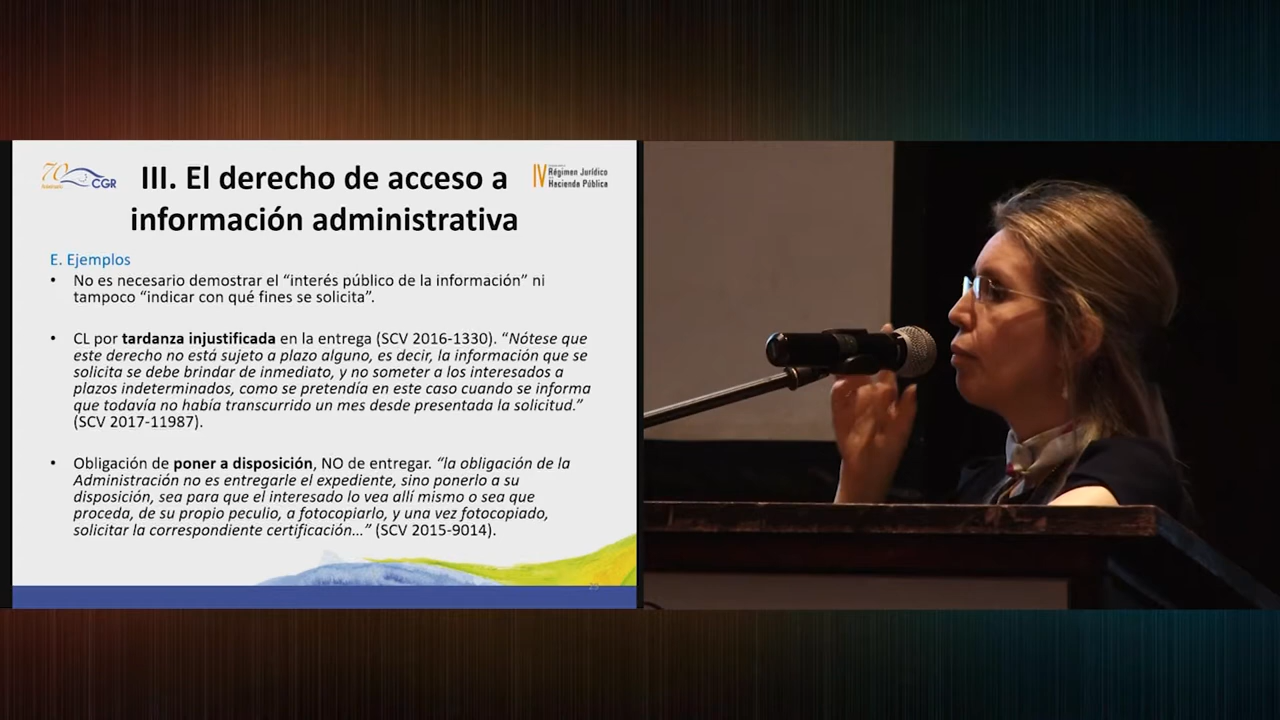 70
CGR
III. El derecho de acceso a
información administrativa
IV Régimen Jurídico
Hacienda Pública
E. Ejemplos
• No es necesario demostrar el “interés público de la información” ni
tampoco “indicar con qué fines se solicita”.
• CL por tardanza injustificada en la entrega (SCV 2016-1330). “Nótese que
este derecho no está sujeto a plazo alguno, es decir, la información que se
solicita se debe brindar de inmediato, y no someter a los interesados a
plazos indeterminados, como se pretendía en este caso cuando se informa
que todavía no había transcurrido un mes desde presentada la solicitud.”
(SCV 2017-11987).
• Obligación de poner a disposición, NO de entregar. “la obligación de la
Administración no es entregarle el expediente, sino ponerlo a su
disposición, sea para que el interesado lo vea allí mismo o sea que
proceda, de su propio peculio, a fotocopiarlo, y una vez fotocopiado,
solicitar la correspondiente certificación…” (SCV 2015-9014).